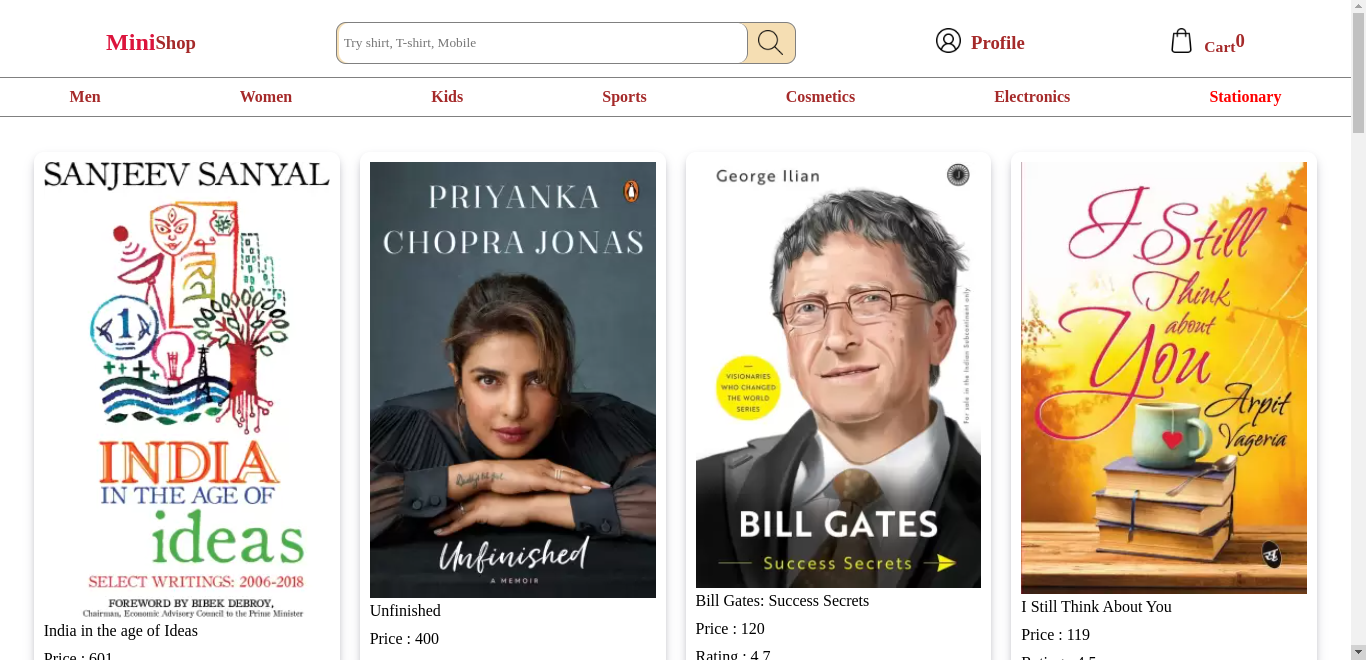 MiniShop
Try shirt, T-shirt, Mobile
Profile
Cart0
Men
Women
Kids
Sports
Cosmetics
Electronics
Stationary
SANJEEV SANYAL
INDIA
IN THE AGE OF
ideas
SELECT WRITINGS: 2006-2018
FOREWORD BY BIBEK DEBROY,
Chairman, Economic Advisory Council to the Prime Minister
India in the age of Ideas
Price : 601
PRIYANKA
CHOPRA JONAS
Unfinished
A MEMOIR
Unfinished
Price : 400
George Ilian
For sale in the Indian Subcontinent only
VISIONARIES
WHO CHANGED
THE WORLD
SERIES
BILL GATES
Success Secrets
Bill Gates: Success Secrets
Price : 120
Rating : 4.7
I Still
Think
about
You
Arpit
Vageria
I Still Think About You
Price : 119
Rating : 4.5